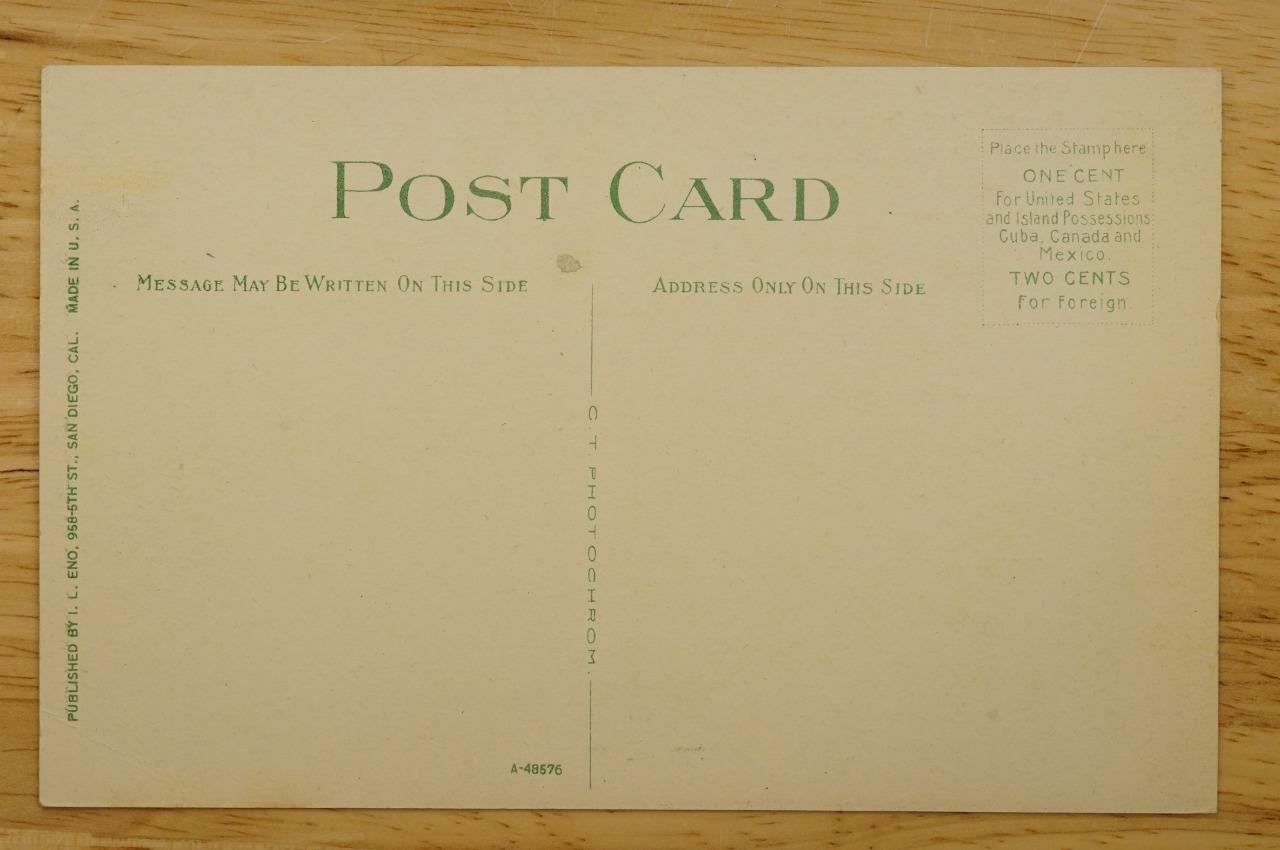 POST CARD
Place the Stamp here
ONE CENT
For United States
and Island Possessions
Cuba, Canada and
Mexico.
TWO CENTS
For Foreign.
MESSAGE MAY BE WRITTEN ON THIS SIDE
ADDRESS ONLY ON THIS SIDE
PUBLISHED BY I. L. ENO, 958-5TH ST., SAN DIEGO, CAL. MADE IN U. S. A.
C T PHOTOCHROM.
A-48576